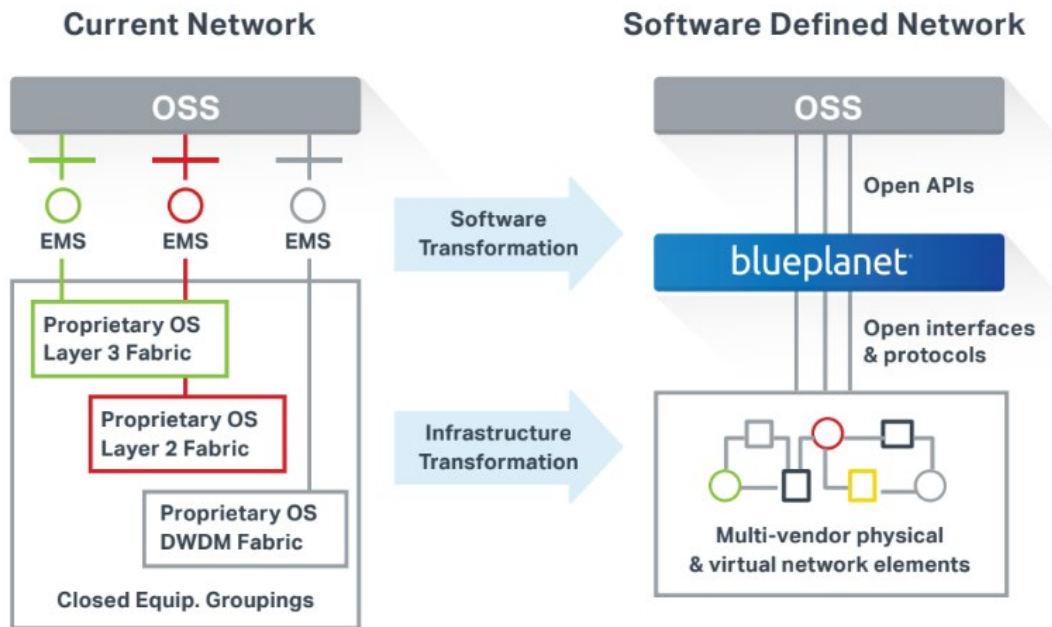 Current Network
Software Defined Network
OSS
OSS
EMS
EMS
EMS
Proprietary OS
Layer 3 Fabric
Proprietary OS
Layer 2 Fabric
Proprietary OS
DWDM Fabric
Closed Equip. Groupings
Software
Transformation
Infrastructure
Transformation
Open APIs
blueplanet
Open interfaces
& protocols
Multi-vendor physical
& virtual network elements